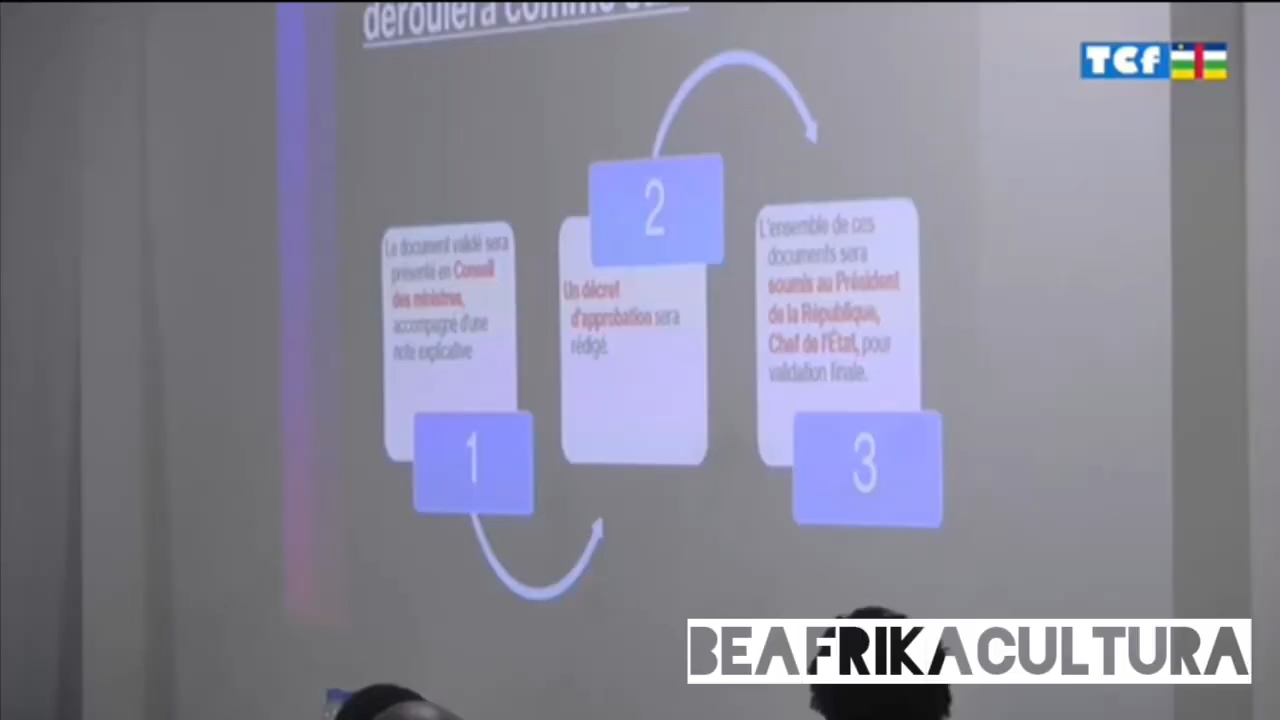 déroulera comme
TCf
Le document validé sera
présenté en Conseil
des ministres,
accompagné d'une
note explicative
1
2
Un décret
d'approbation sera
rédigé.
L'ensemble de ces
documents sera
soumis au Président
de la République,
Chef de l'État, pour
validation finale.
3
BEAFRIKACULTURA